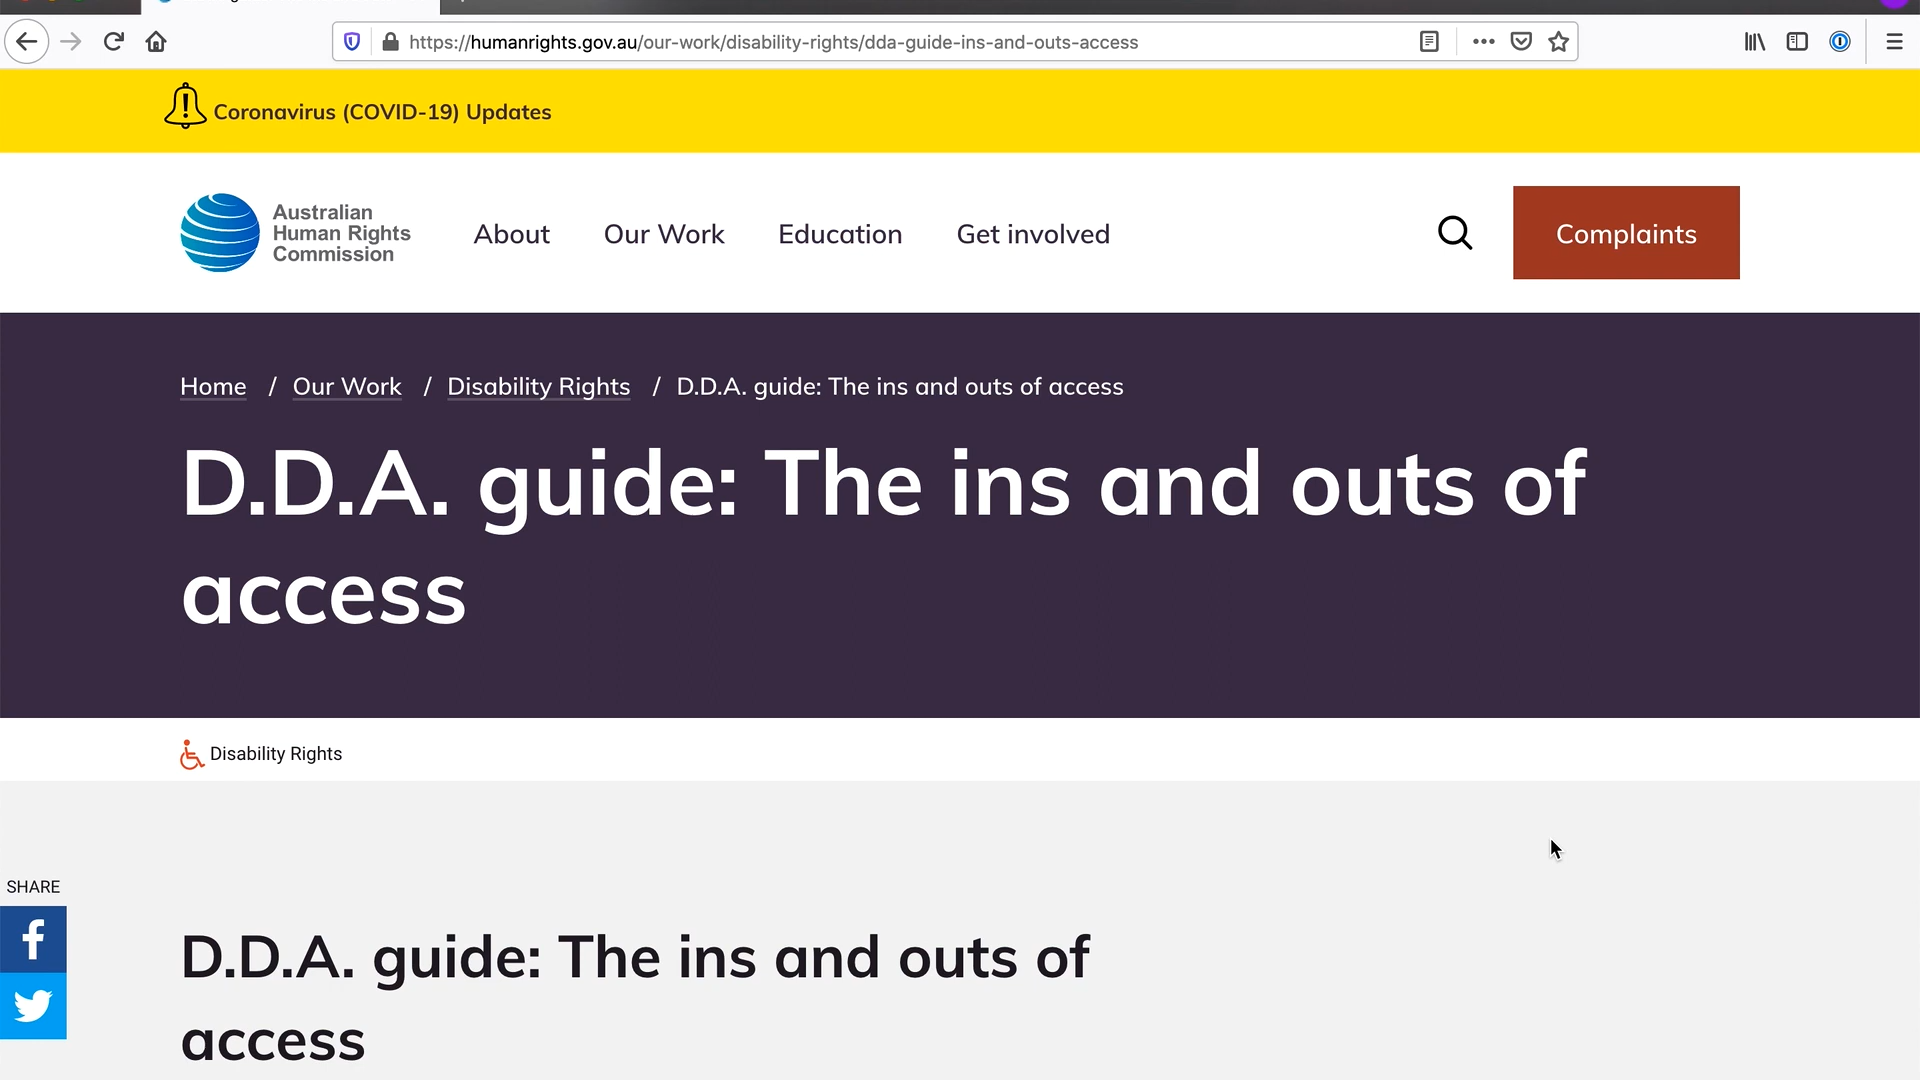 https://humanrights.gov.au/our-work/disability-rights/dda-guide-ins-and-outs-access
Coronavirus (COVID-19) Updates
Australian
Human Rights
Commission
About Our Work Education Get involved
Complaints
Home / Our Work / Disability Rights / D.D.A. guide: The ins and outs of access
D.D.A. guide: The ins and outs of
access
Disability Rights
SHARE
D.D.A. guide: The ins and outs of
access